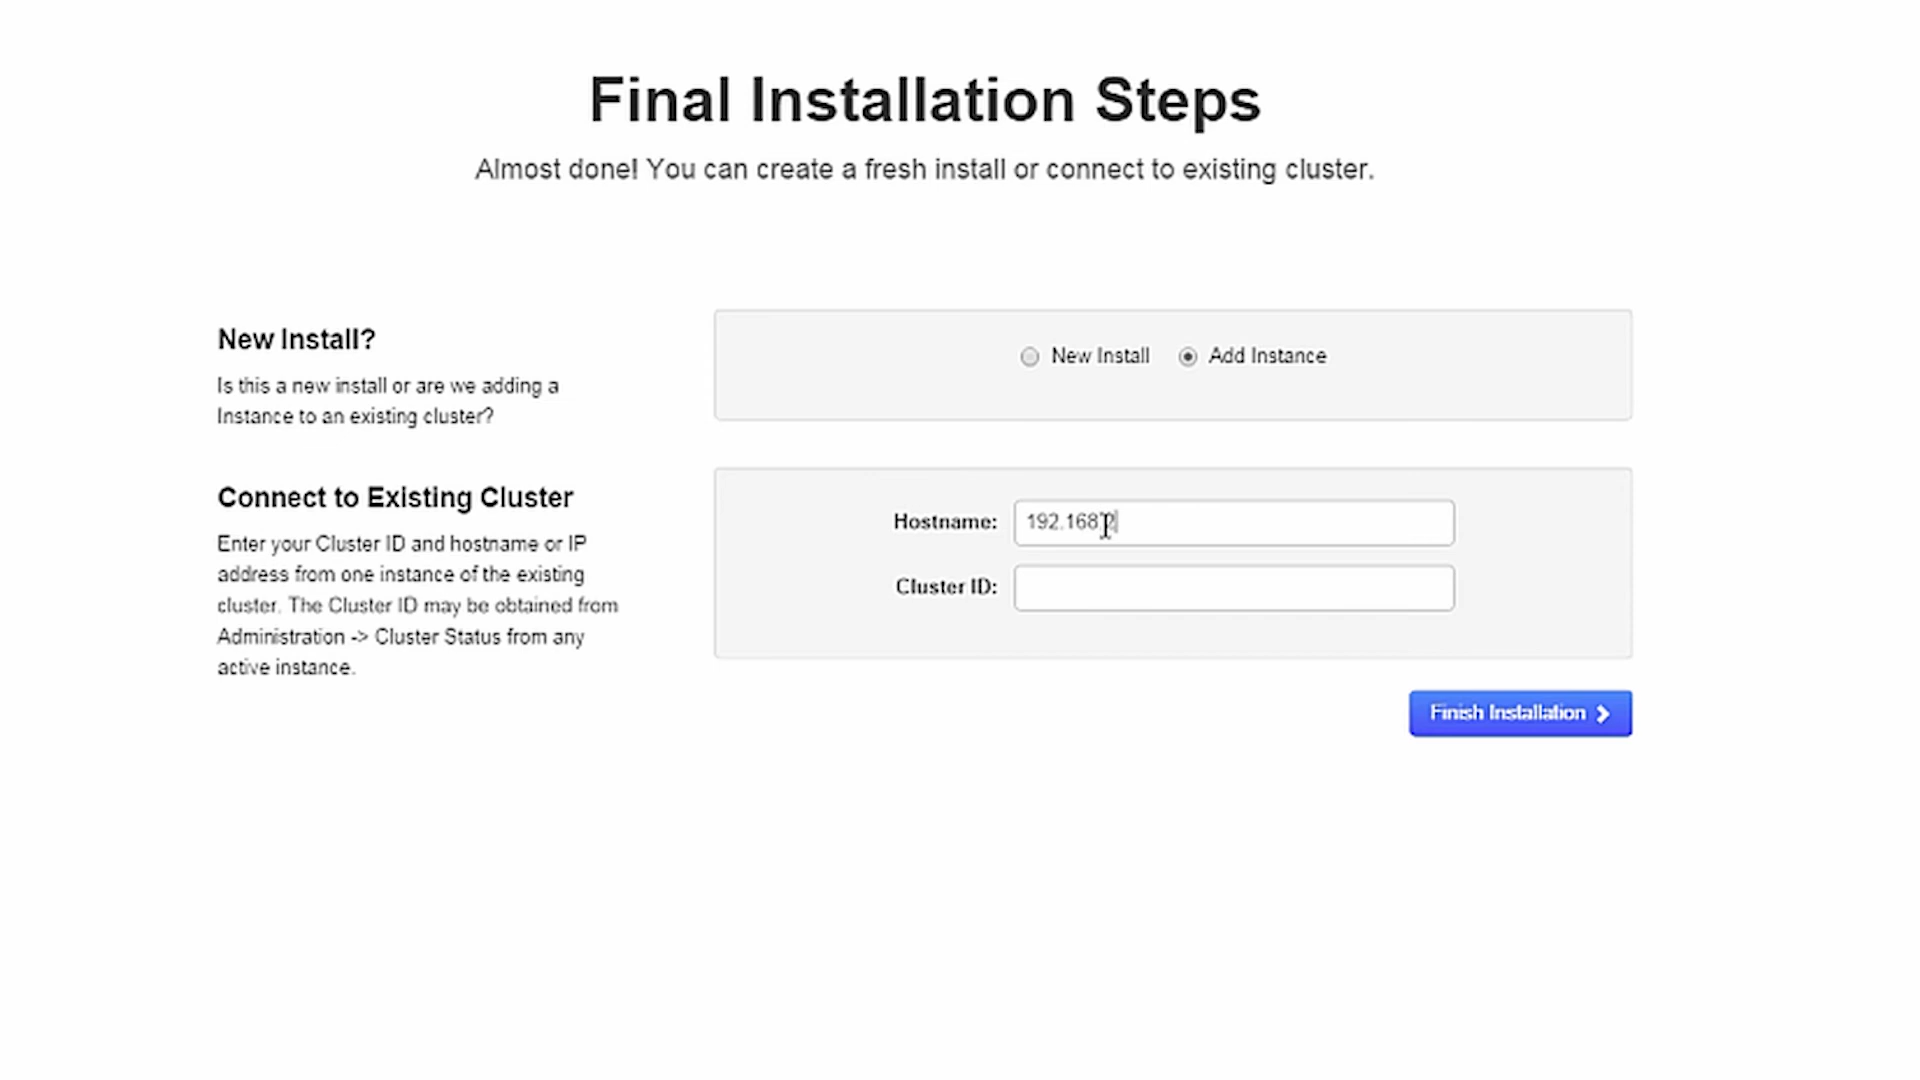 Final Installation Steps
Almost done! You can create a fresh install or connect to existing cluster.
New Install?
Is this a new install or are we adding a
Instance to an existing cluster?
New Install Add Instance
Connect to Existing Cluster
Enter your Cluster ID and hostname or IP
address from one instance of the existing
cluster. The Cluster ID may be obtained from
Administration -> Cluster Status from any
active instance.
Hostname: 192.168
Cluster ID:
Finish Installation